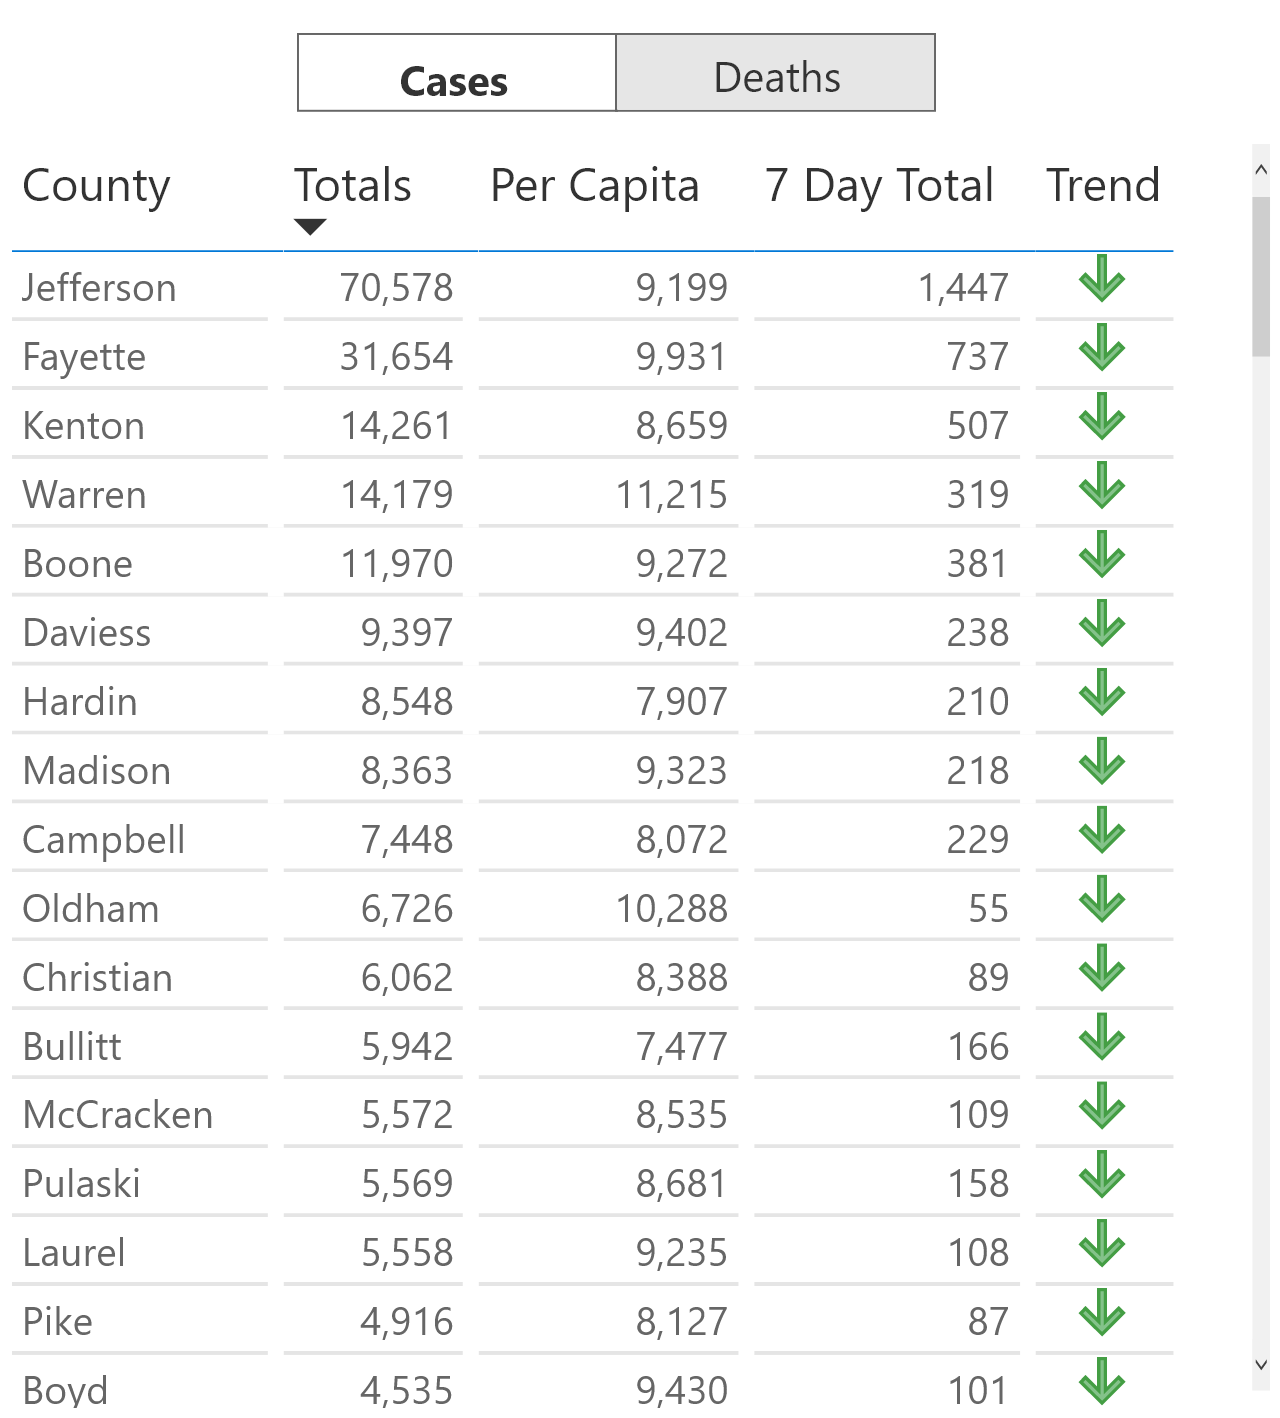 Cases Deaths
County Totals Per Capita 7 Day Total Trend
Jefferson 70,578 9,199 1,447
Fayette 31,654 9,931 737
Kenton 14,261 8,659 507
Warren 14,179 11,215 319
Boone 11,970 9,272 381
Daviess 9,397 9,402 238
Hardin 8,548 7,907 210
Madison 8,363 9,323 218
Campbell 7,448 8,072 229
Oldham 6,726 10,288 55
Christian 6,062 8,388 89
Bullitt 5,942 7,477 166
McCracken 5,572 8,535 109
Pulaski 5,569 8,681 158
Laurel 5,558 9,235 108
Pike 4,916 8,127 87
Boyd 4,535 9,430 101